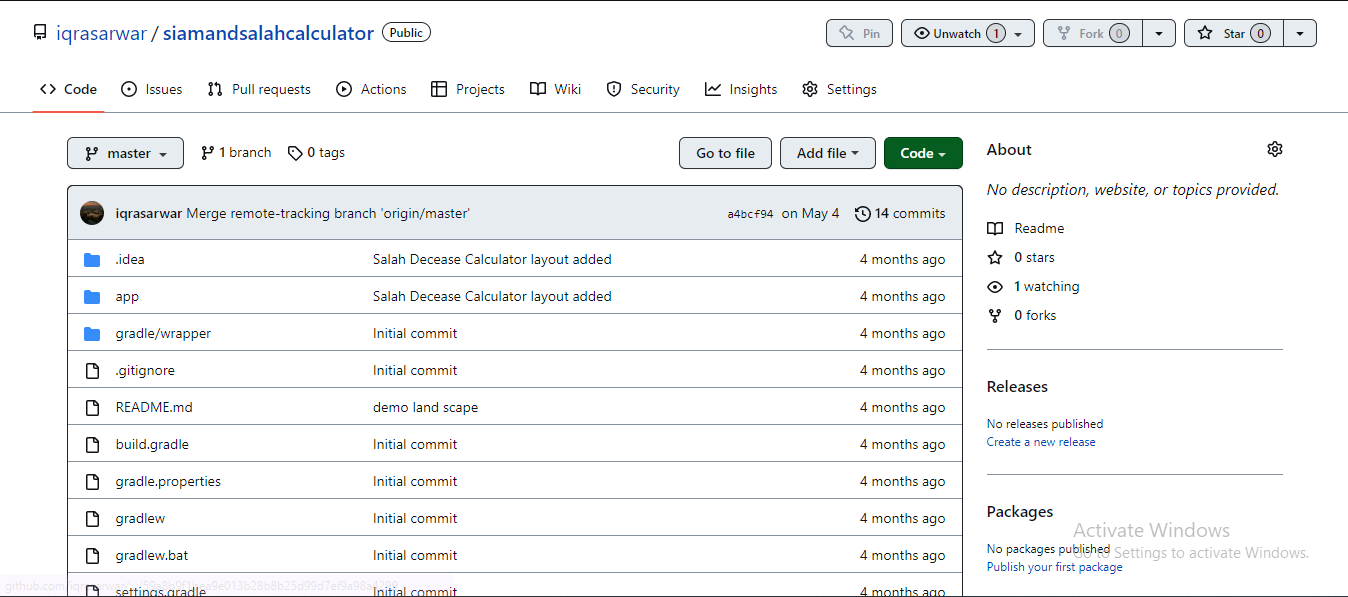 iqrasarwar / siamandsalahcalculator Public
Pin Unwatch 1 Fork 0 Star 0
Code Issues Pull requests Actions Projects Wiki Security Insights Settings
master 1 branch 0 tags Go to file Add file Code
iqrasarwar Merge remote-tracking branch 'origin/master' a4bcf94 on May 4 14 commits
.idea Salah Decease Calculator layout added 4 months ago
app Salah Decease Calculator layout added 4 months ago
gradle/wrapper Initial commit 4 months ago
.gitignore Initial commit 4 months ago
README.md demo land scape 4 months ago
build.gradle Initial commit 4 months ago
gradle.properties Initial commit 4 months ago
gradlew Initial commit 4 months ago
gradlew.bat Initial commit 4 months ago
settings.gradle Initial commit 4 months ago
About
No description, website, or topics provided.
Readme
0 stars
1 watching
0 forks
Releases
No releases published
Create a new release
Packages
No packages published
Publish your first package
Activate Windows
Go to Settings to activate Windows.